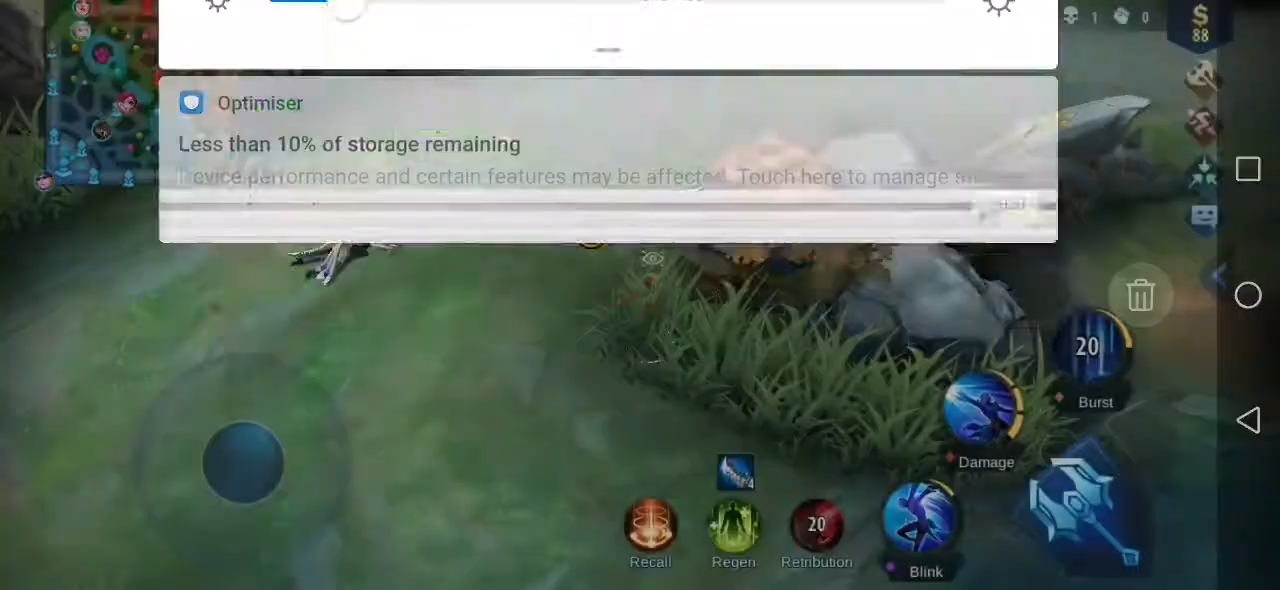 1 0
$
88
Optimiser
Less than 10% of storage remaining
device performance and certain features may be affected. Touch here to manage
20
Burst
Damage
20
Recall
Regen
Retribution
Blink